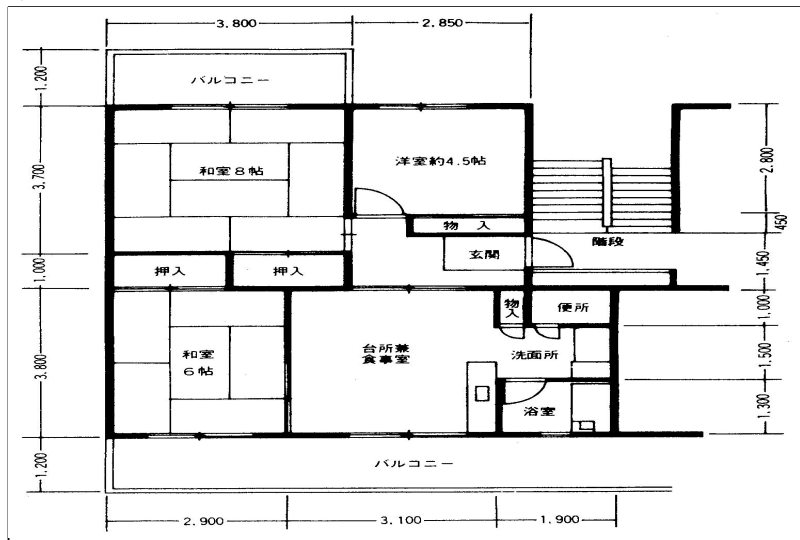 3.800
2.850
1.200
バルコニー
3.700
和室8帖
洋室約4.5帖
2.800
物 入
450
玄関
階段
1.450
1.000
押入
押入
物入
便所
1.000
3.800
和室
6帖
台所兼
食事室
洗面所
1.500
浴室
1.300
1.200
バルコニー
2.900
3.100
1.900